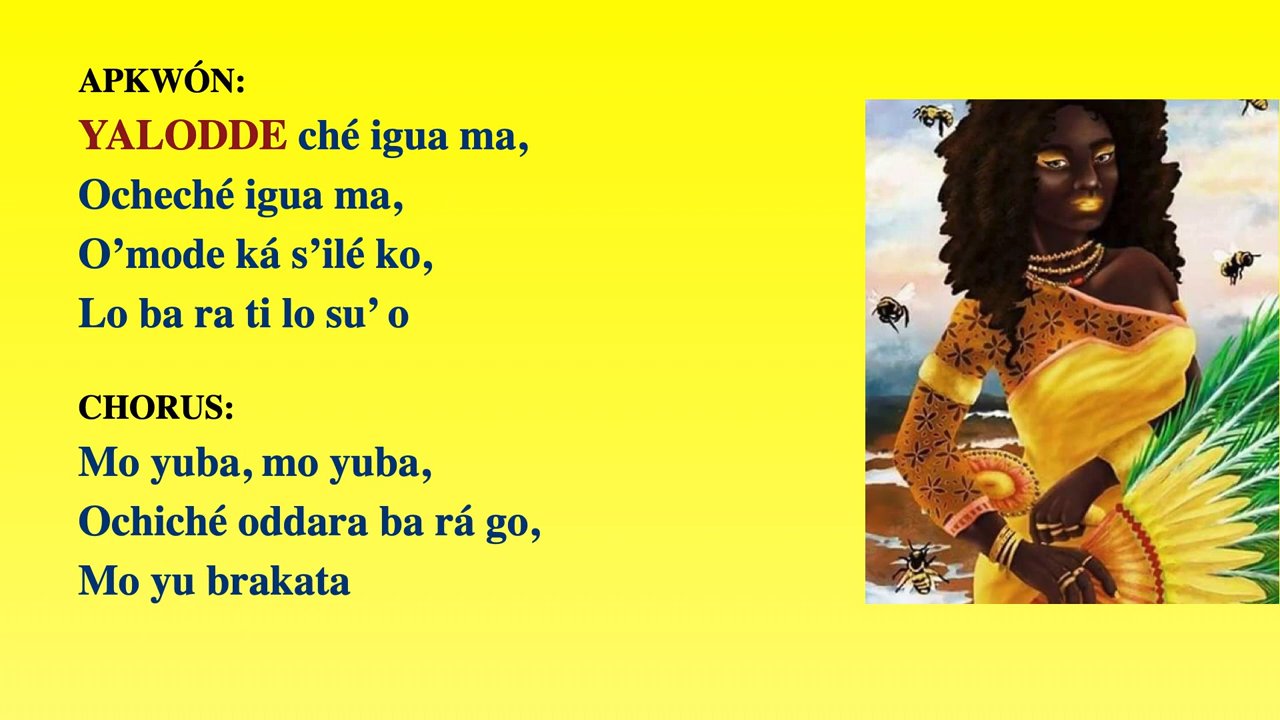 APKWÓN:
YALODDE ché igua ma,
Ocheché igua ma,
O’mode ká s’ilé ko,
Lo ba ra ti lo su’ o
CHORUS:
Mo yuba, mo yuba,
Ochiché oddara ba rá go,
Mo yu brakata